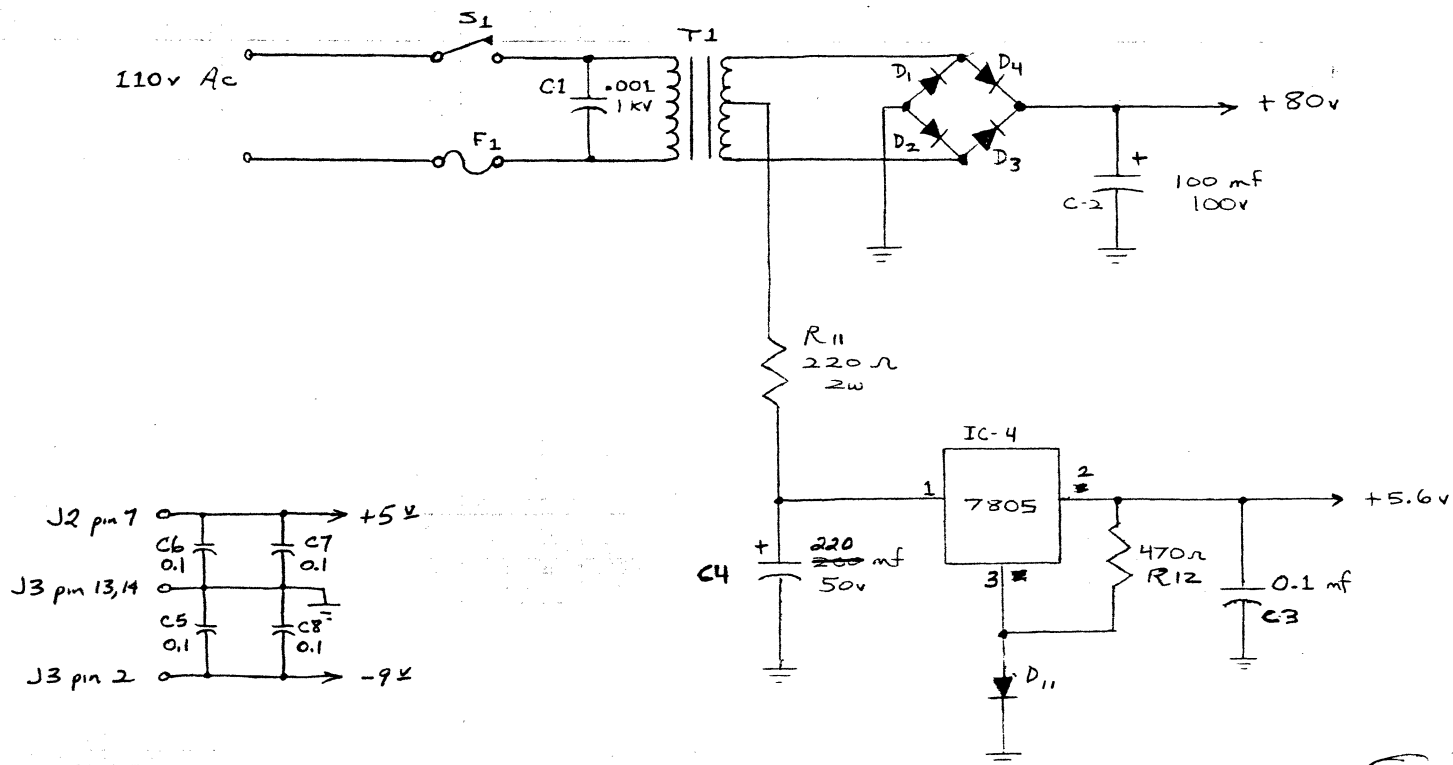 S1
T1
110v Ac
C1
.001
1 kV
F1
D1
D4
D2
D3
+ 80v
+
C-2
100 mf
100v
R11
220 Ω
2w
IC-4
1
7805
2
+5.6v
3
470Ω
R12
0.1 mf
C3
+
C4
220
200 mf
50v
D11
J2 pin 7
+5v
C6
0.1
C7
0.1
J3 pin 13,14
C5
0.1
C8
0.1
J3 pin 2
-9v